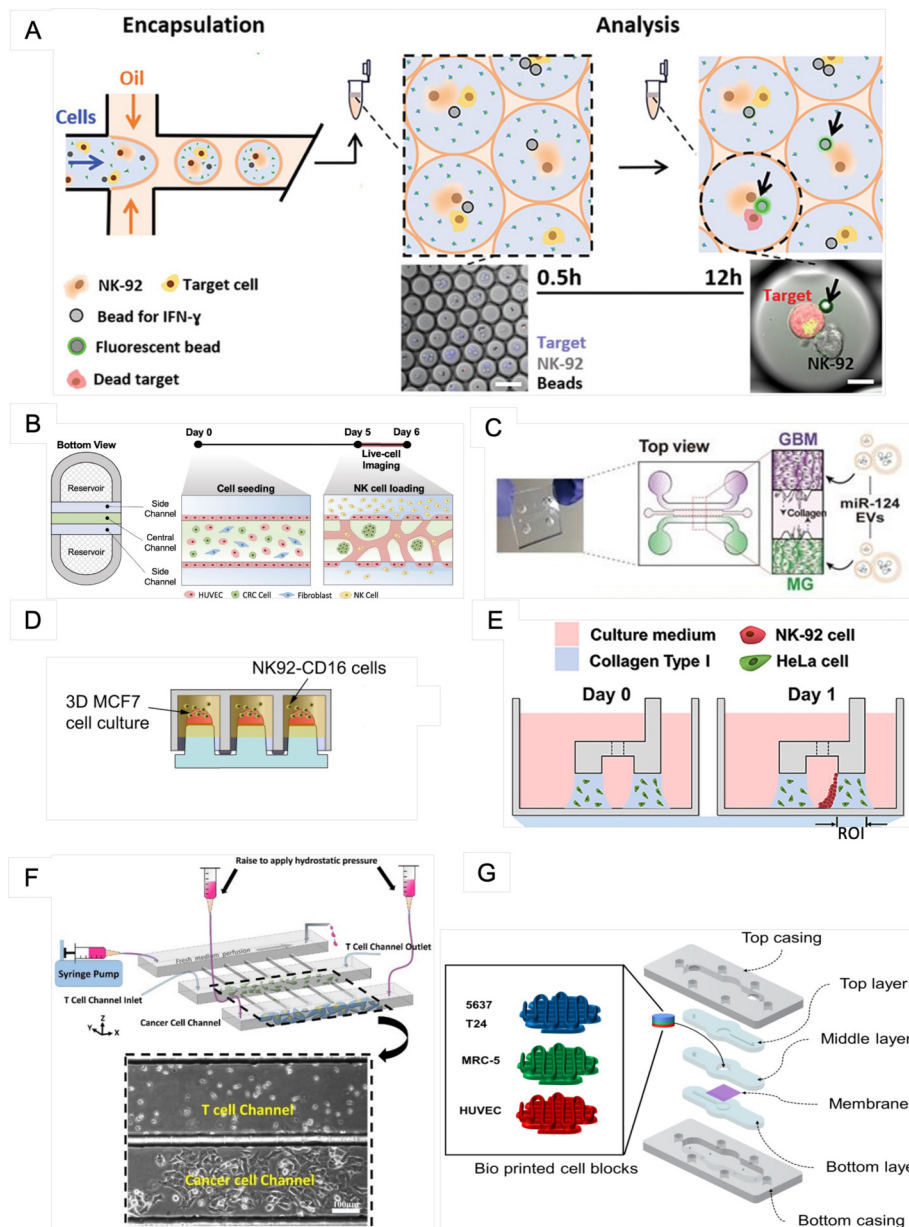 A
Encapsulation
Analysis
Oil
Cells
NK-92
Target cell
Bead for IFN-ɣ
Fluorescent bead
Dead target
0.5h
12h
Target
NK-92
Beads
Target
NK-92
B
Bottom View
Reservoir
Side Channel
Central Channel
Side Channel
Reservoir
Day 0
Day 5
Day 6
Live-cell Imaging
Cell seeding
NK cell loading
HUVEC
CRC Cell
Fibroblast
NK Cell
C
Top view
GBM
Collagen
MG
miR-124
EVs
D
NK92-CD16 cells
3D MCF7
cell culture
E
Culture medium
NK-92 cell
Collagen Type I
HeLa cell
Day 0
Day 1
ROI
F
Raise to apply hydrostatic pressure
Fresh medium perfusion
T Cell Channel Outlet
Syringe Pump
T Cell Channel Inlet
Cancer Cell Channel
Z
Y
X
T cell Channel
Cancer cell Channel
100μm
G
5637
T24
MRC-5
HUVEC
Bio printed cell blocks
Top casing
Top layer
Middle layer
Membrane
Bottom laye
Bottom casing